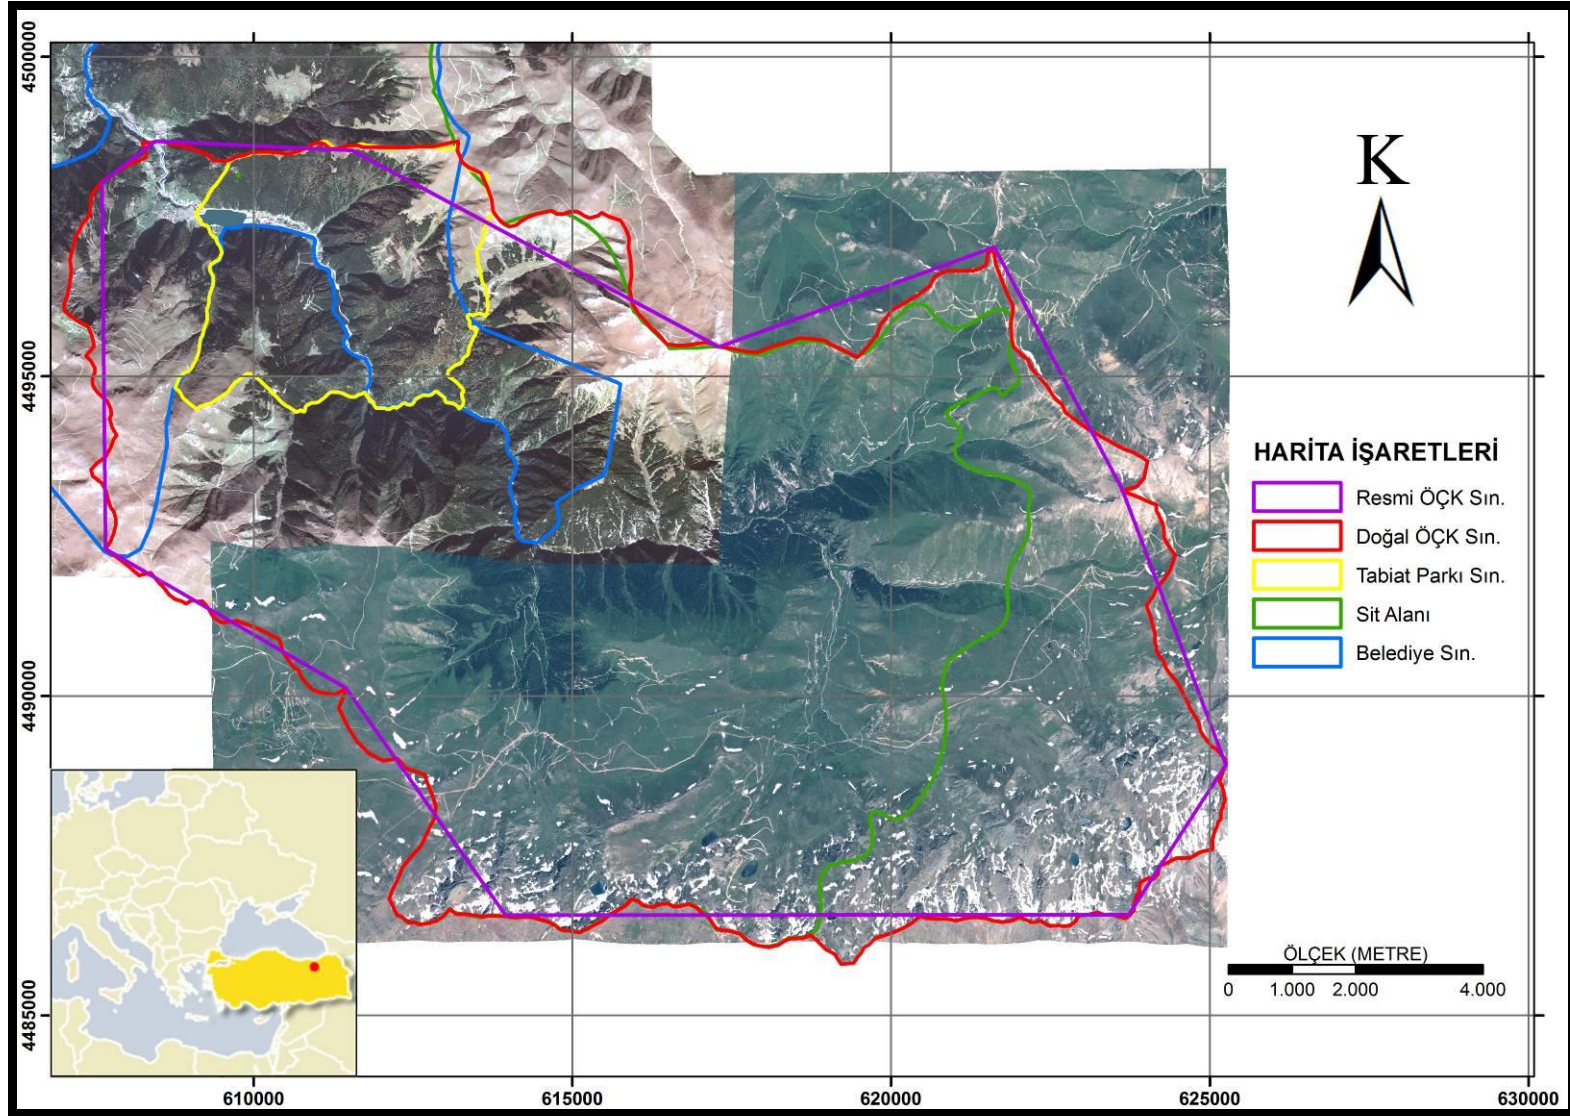 4500000
4495000
4490000
4485000
K
HARİTA İŞARETLERİ
Resmi ÖÇK Sın.
Doğal ÖÇK Sın.
Tabiat Parkı Sın.
Sit Alanı
Belediye Sın.
ÖLÇEK (METRE)
0 1.000 2.000 4.000
610000 615000 620000 625000 630000